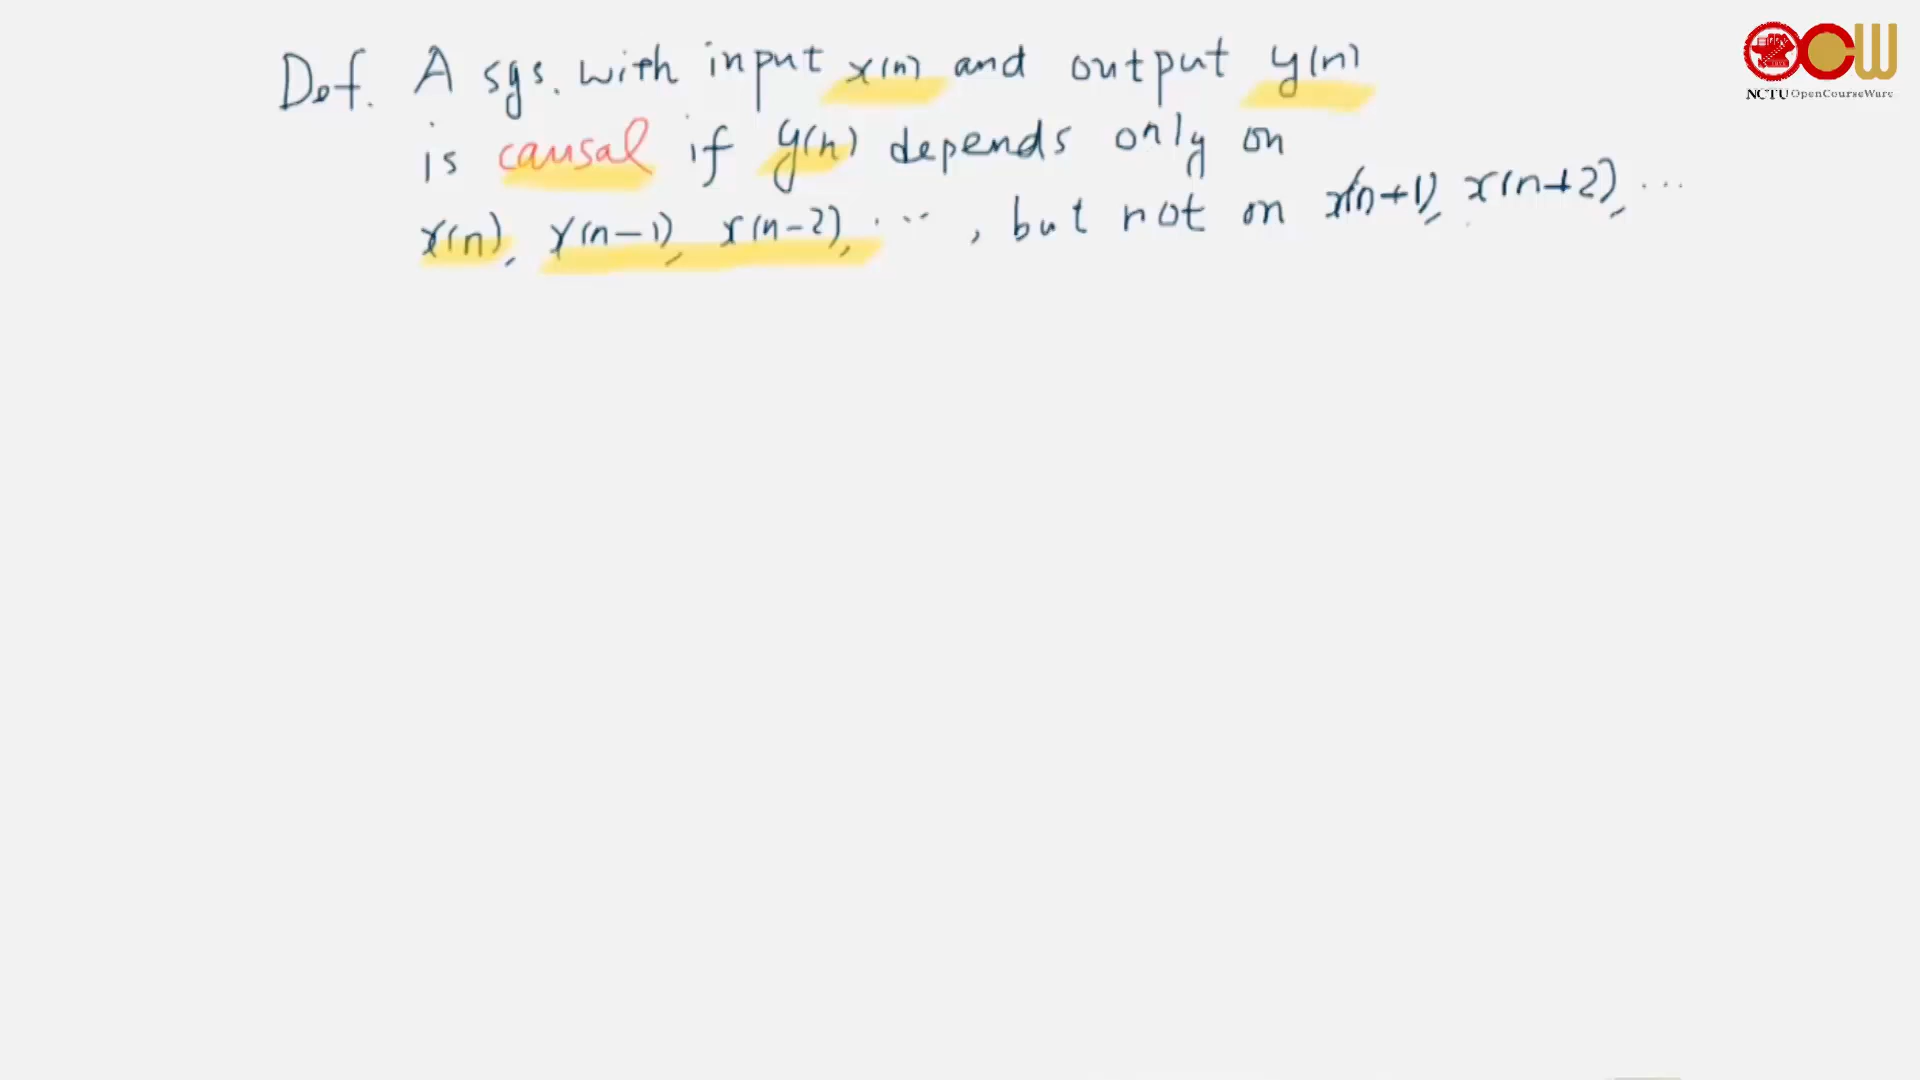 Def. A sys. with input x(n) and output y(n)
is causal if y(n) depends only on
x(n), x(n-1), x(n-2), ..., but not on x(n+1), x(n+2), ...
OCW
NCTU OpenCourseWare